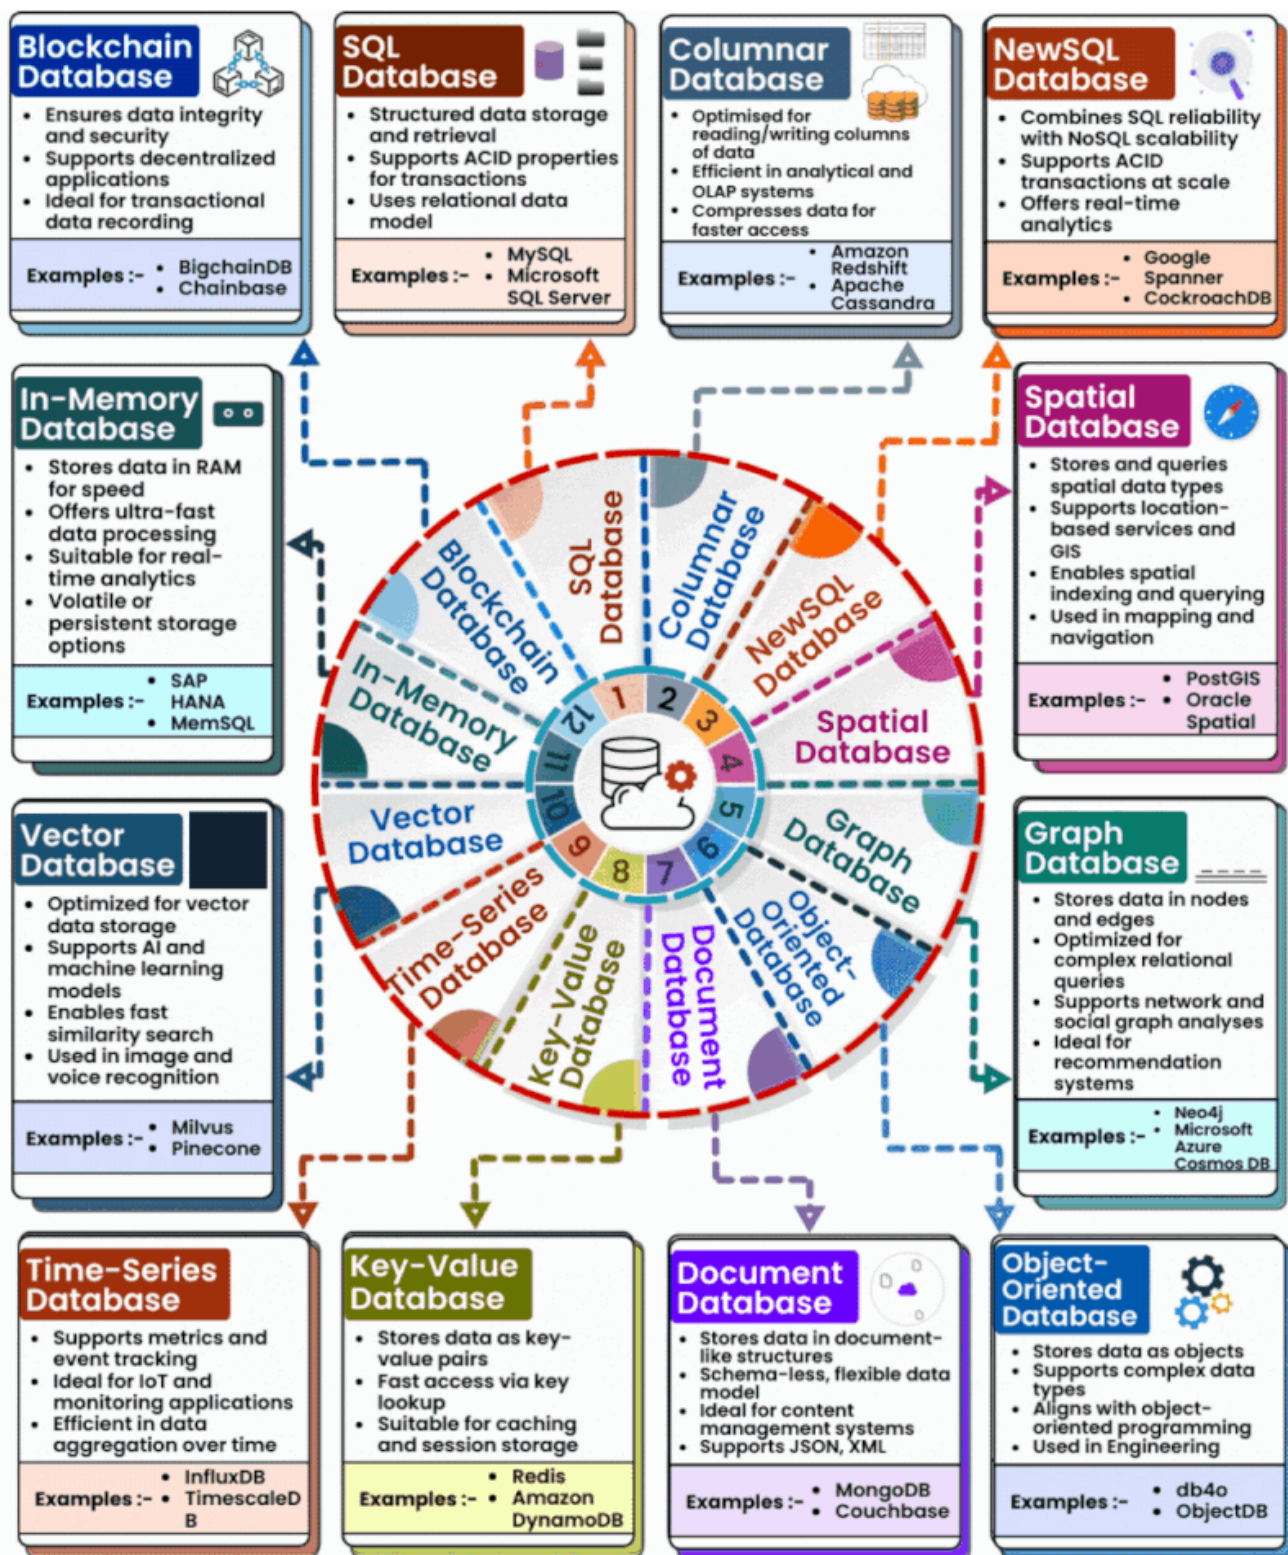 Blockchain
Database
• Ensures data integrity
and security
• Supports decentralized
applications
• Ideal for transactional
data recording
Examples :-
• BigchainDB
• Chainbase
SQL
Database
• Structured data storage
and retrieval
• Supports ACID properties
for transactions
• Uses relational data
model
Examples :-
• MySQL
• Microsoft
SQL Server
Columnar
Database
• Optimised for
reading/writing columns
of data
• Efficient in analytical and
OLAP systems
• Compresses data for
faster access
Examples :-
• Amazon
Redshift
• Apache
Cassandra
NewSQL
Database
• Combines SQL reliability
with NoSQL scalability
• Supports ACID
transactions at scale
• Offers real-time
analytics
Examples :-
• Google
Spanner
• CockroachDB
In-Memory
Database
• Stores data in RAM
for speed
• Offers ultra-fast
data processing
• Suitable for real-
time analytics
• Volatile or
persistent storage
options
Examples :-
• SAP
HANA
• MemSQL
Spatial
Database
• Stores and queries
spatial data types
• Supports location-
based services and
GIS
• Enables spatial
indexing and querying
• Used in mapping and
navigation
Examples :-
• PostGIS
• Oracle
Spatial
SQL
Database
Columnar
Database
NewSQL
Database
Spatial
Database
Graph
Database
Object-
Oriented
Database
Document
Database
Key-Value
Database
Time-Series
Database
Vector
Database
In-Memory
Database
Blockchain
Database
1
2
3
4
5
6
7
8
9
10
11
12
Vector
Database
• Optimized for vector
data storage
• Supports AI and
machine learning
models
• Enables fast
similarity search
• Used in image and
voice recognition
Examples :-
• Milvus
• Pinecone
Graph
Database
• Stores data in nodes
and edges
• Optimized for
complex relational
queries
• Supports network and
social graph analyses
• Ideal for
recommendation
systems
Examples :-
• Neo4j
• Microsoft
Azure
Cosmos DB
Time-Series
Database
• Supports metrics and
event tracking
• Ideal for IoT and
monitoring applications
• Efficient in data
aggregation over time
Examples :-
• InfluxDB
• TimescaleD
B
Key-Value
Database
• Stores data as key-
value pairs
• Fast access via key
lookup
• Suitable for caching
and session storage
Examples :-
• Redis
• Amazon
DynamoDB
Document
Database
• Stores data in document-
like structures
• Schema-less, flexible data
model
• Ideal for content
management systems
• Supports JSON, XML
Examples :-
• MongoDB
• Couchbase
Object-
Oriented
Database
• Stores data as objects
• Supports complex data
types
• Aligns with object-
oriented programming
• Used in Engineering
Examples :-
• db4o
• ObjectDB